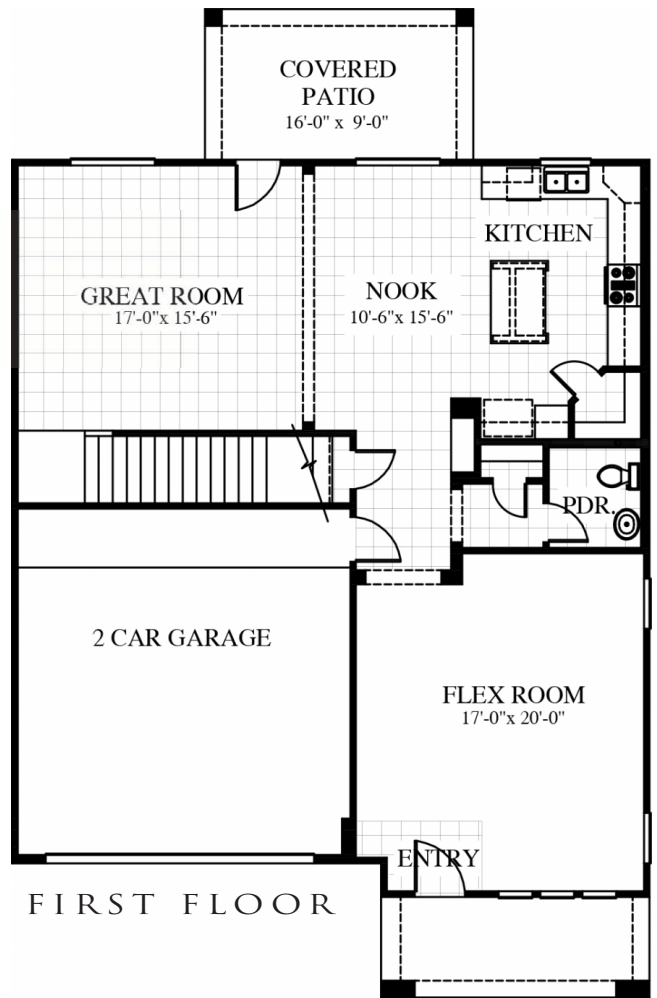 COVERED
PATIO
16'-0" x 9'-0"
KITCHEN
GREAT ROOM
17'-0"x 15'-6"
NOOK
10'-6"x 15'-6"
PDR.
2 CAR GARAGE
FLEX ROOM
17'-0"x 20'-0"
ENTRY
FIRST FLOOR